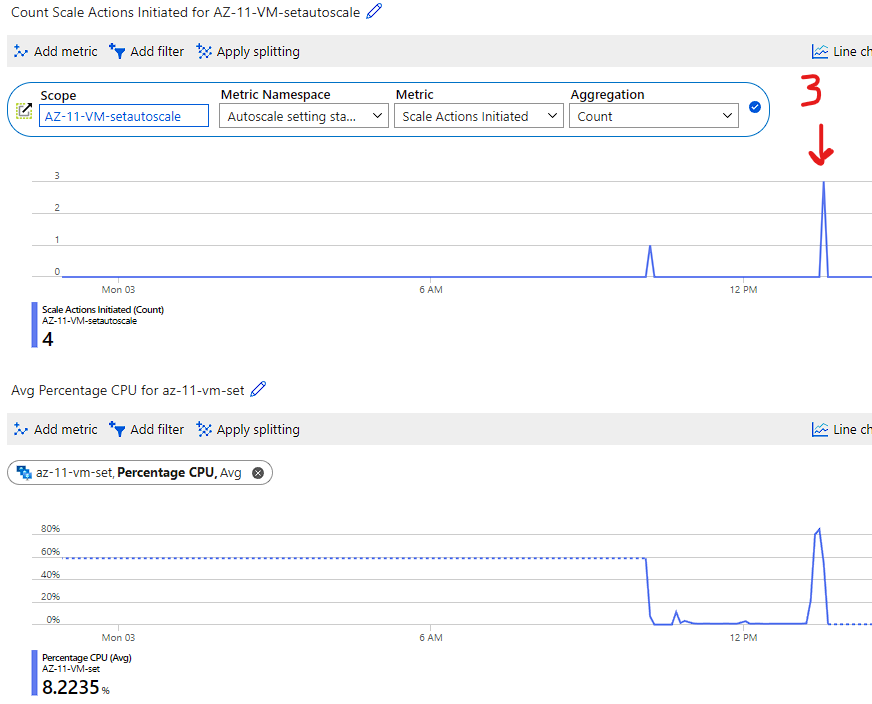 Count Scale Actions Initiated for AZ-11-VM-setautoscale
Add metric Add filter Apply splitting Line ch
Scope Metric Namespace Metric Aggregation
AZ-11-VM-setautoscale Autoscale setting sta... Scale Actions Initiated Count
3
3
2
1
0
Mon 03 6 AM 12 PM
Scale Actions Initiated (Count)
AZ-11-VM-setautoscale
4
Avg Percentage CPU for az-11-vm-set
Add metric Add filter Apply splitting Line ch
az-11-vm-set, Percentage CPU, Avg
80%
60%
40%
20%
0%
Mon 03 6 AM 12 PM
Percentage CPU (Avg)
AZ-11-VM-set
8.2235 %